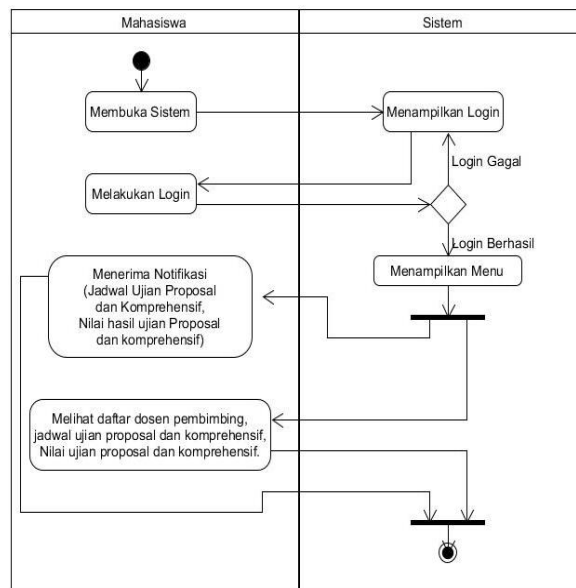 Mahasiswa
Sistem
Membuka Sistem
Menampilkan Login
Login Gagal
Melakukan Login
Login Berhasil
Menampilkan Menu
Menerima Notifikasi
(Jadwal Ujian Proposal
dan Komprehensif,
Nilai hasil ujian Proposal
dan komprehensif)
Melihat daftar dosen pembimbing,
jadwal ujian proposal dan komprehensif,
Nilai ujian proposal dan komprehensif.